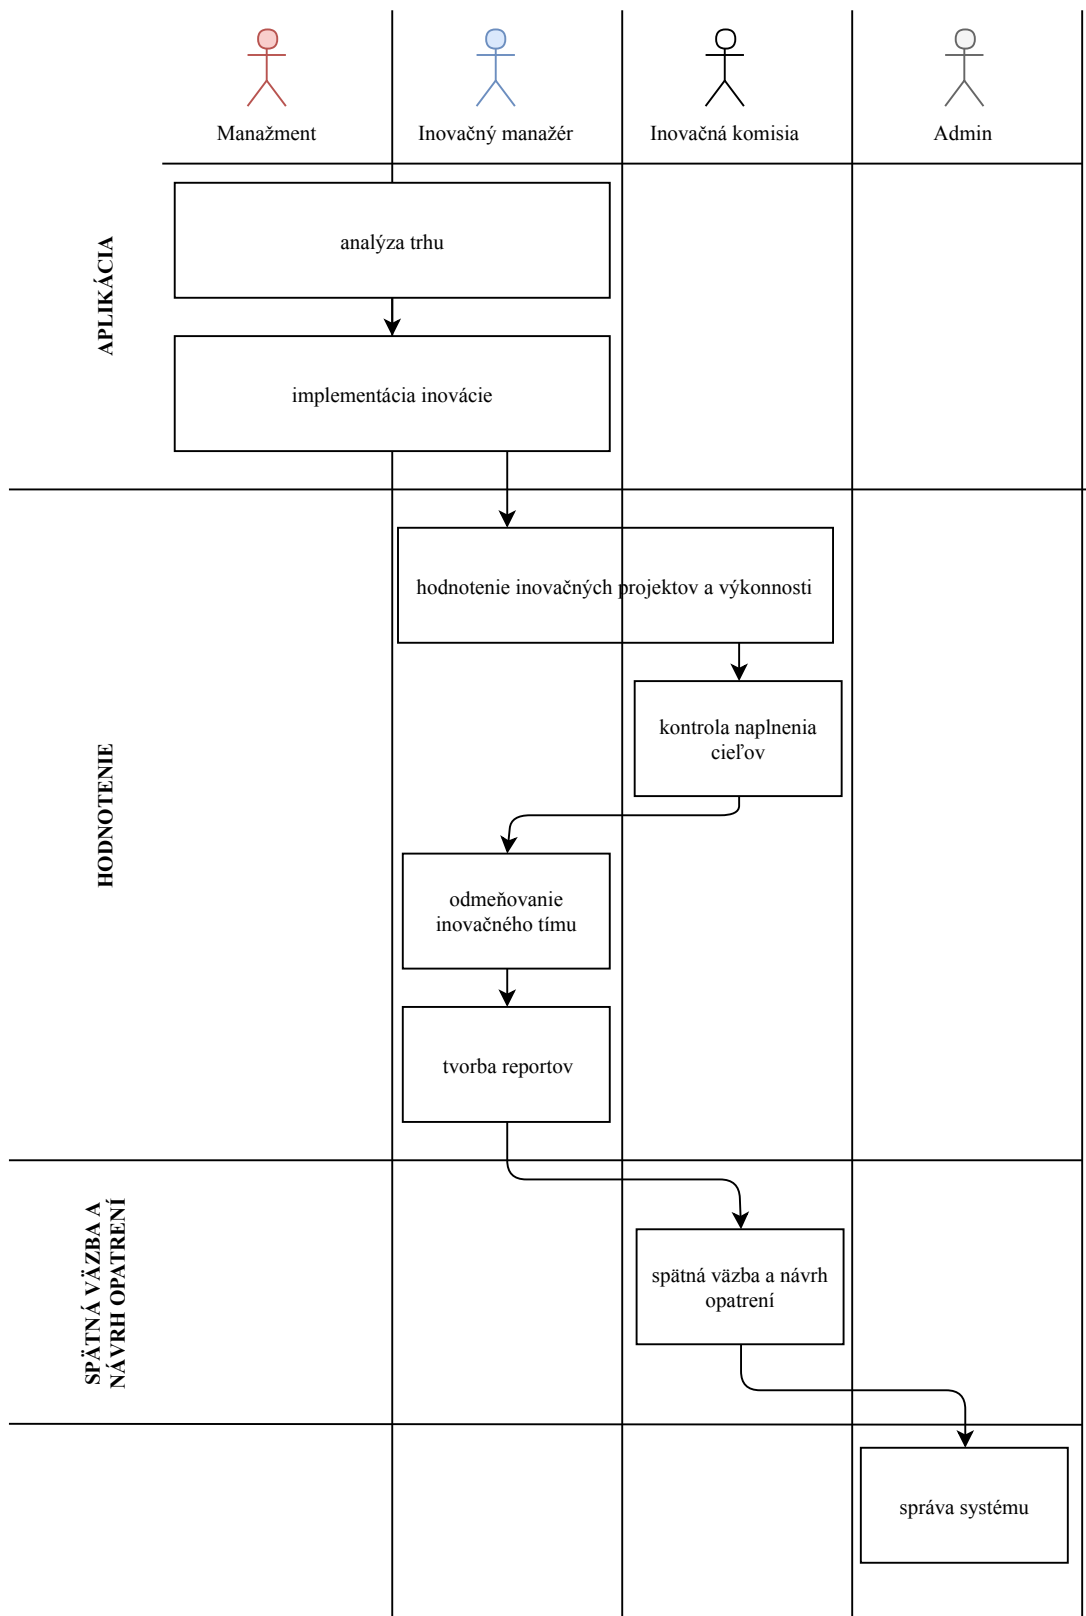 Manažment
Inovačný manažér
Inovačná komisia
Admin
APLIKÁCIA
analýza trhu
implementácia inovácie
HODNOTENIE
hodnotenie inovačných projektov a výkonnosti
kontrola naplnenia
cieľov
odmeňovanie
inovačného tímu
tvorba reportov
SPÄTNÁ VÄZBA A
NÁVRH OPATRENÍ
spätná väzba a návrh
opatrení
správa systému